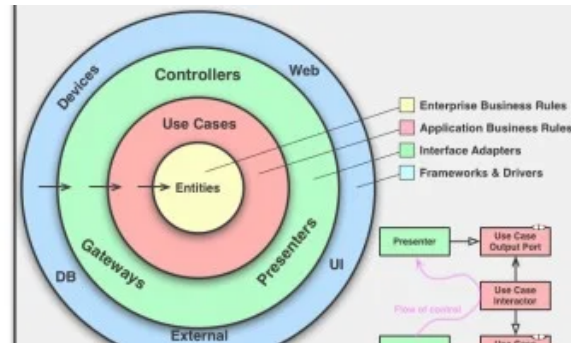 Devices
Web
Controllers
Use Cases
Entities
Gateways
Presenters
DB
UI
External
Enterprise Business Rules
Application Business Rules
Interface Adapters
Frameworks & Drivers
Presenter
Use Case
Output Port
Use Case
Interactor
Flow of control